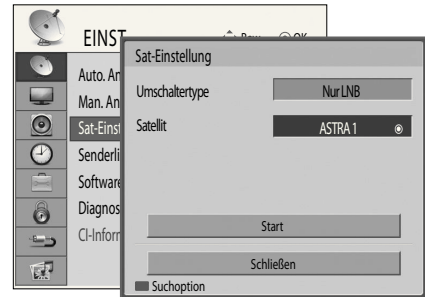 EINST
Bew. OK
Auto. An
Man. An
Sat-Einst
Senderli
Software
Diagnos
CI-Inform
Sat-Einstellung
Umschaltertype Nur LNB
Satellit ASTRA 1
Start
Schließen
Suchoption